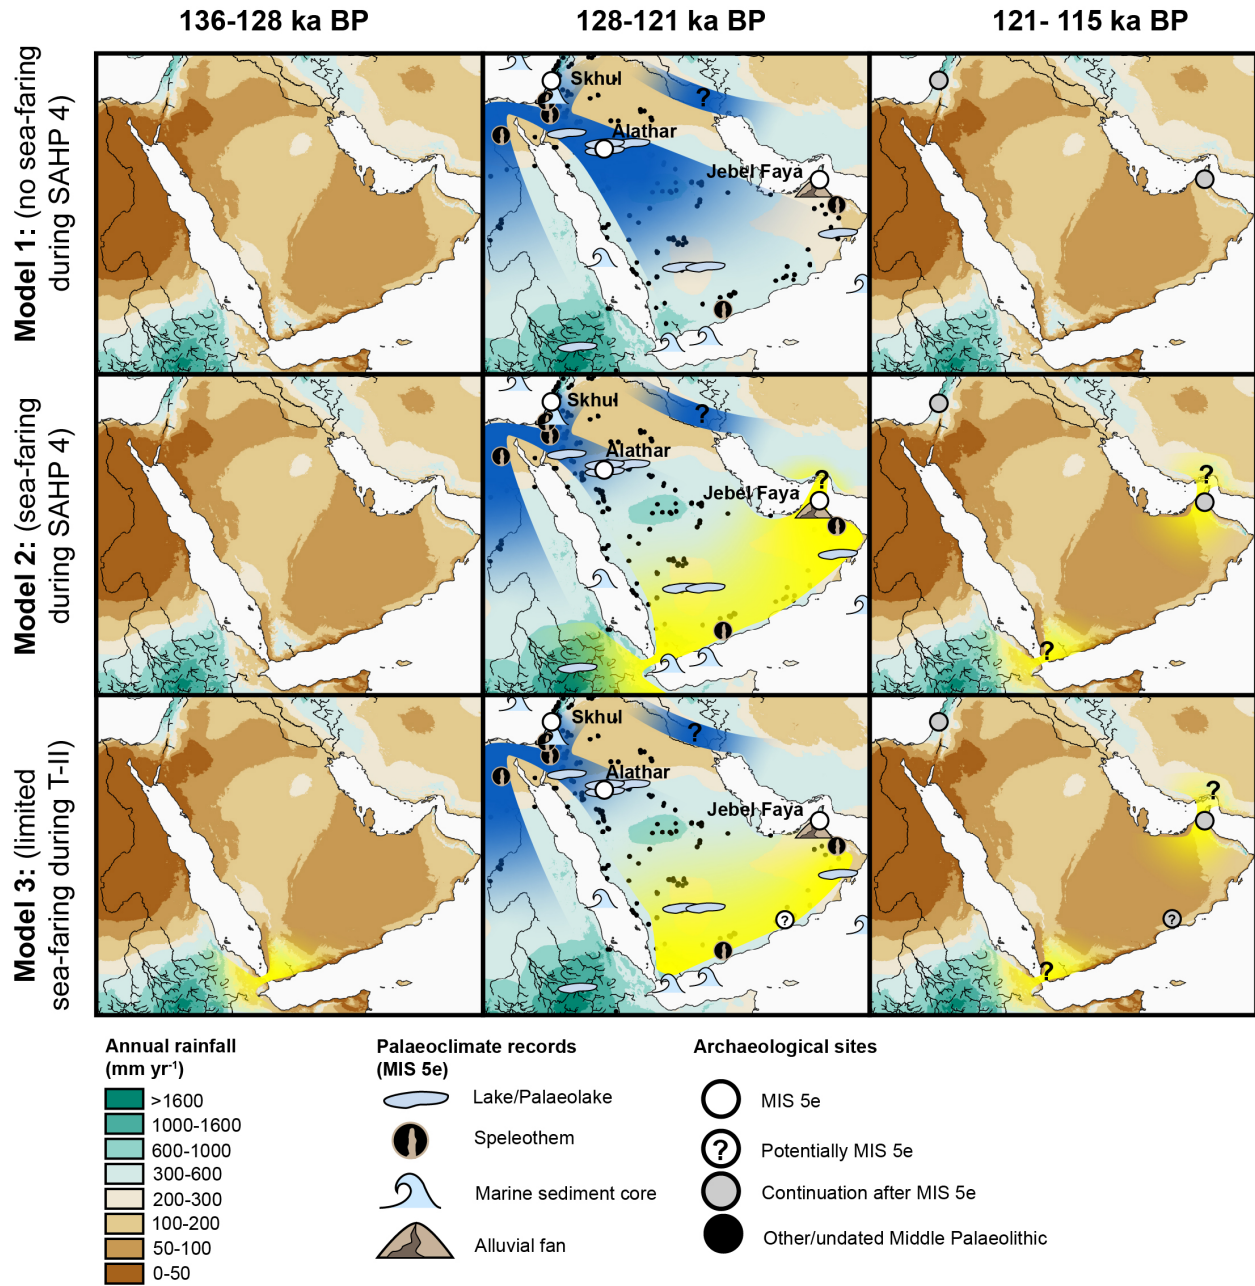 136-128 ka BP
128-121 ka BP
121- 115 ka BP
Model 1: (no sea-faring
during SAHP 4)
Skhul
?
Alathar
Jebel Faya
Model 2: (sea-faring
during SAHP 4)
Skhul
?
Alathar
?
Jebel Faya
?
?
Model 3: (limited
sea-faring during T-II)
Skhul
?
Alathar
Jebel Faya
?
?
?
?
Annual rainfall
(mm yr-1)
>1600
1000-1600
600-1000
300-600
200-300
100-200
50-100
0-50
Palaeoclimate records
(MIS 5e)
Lake/Palaeolake
Speleothem
Marine sediment core
Alluvial fan
Archaeological sites
MIS 5e
?
Potentially MIS 5e
Continuation after MIS 5e
Other/undated Middle Palaeolithic